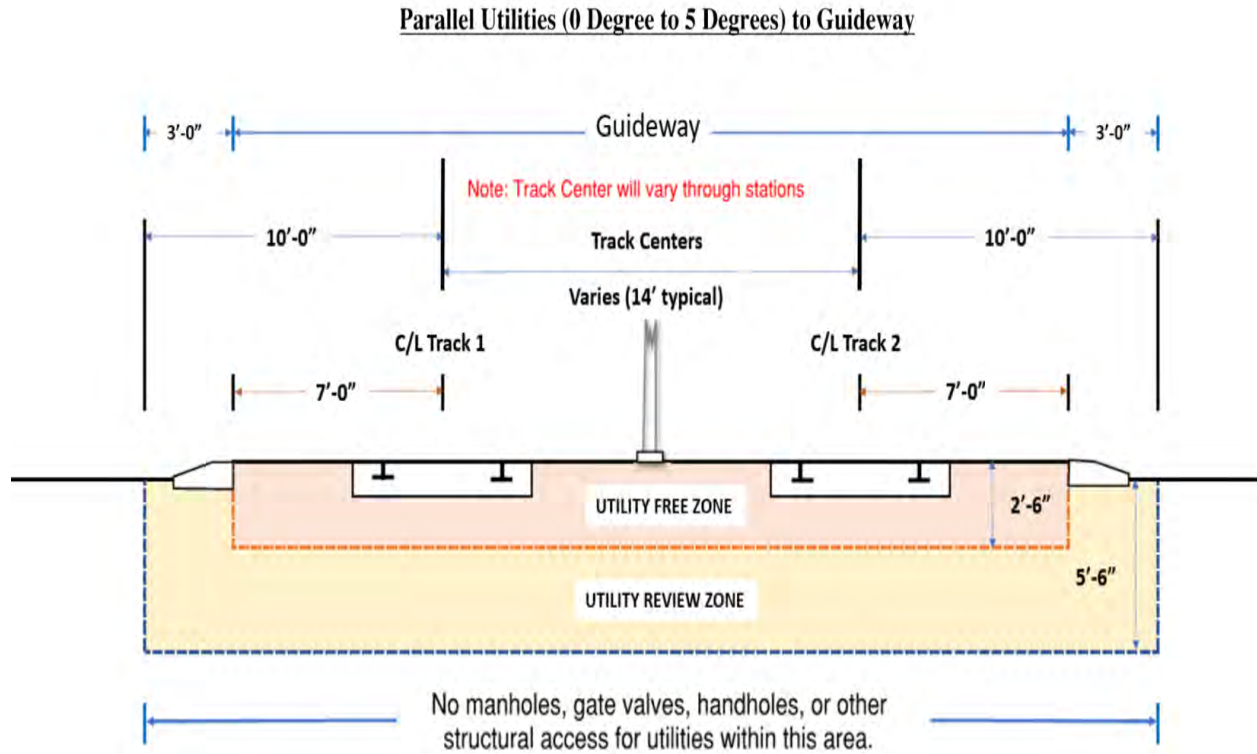 Parallel Utilities (0 Degree to 5 Degrees) to Guideway
3’-0”
Guideway
3’-0”
Note: Track Center will vary through stations
10’-0”
Track Centers
10’-0”
Varies (14’ typical)
C/L Track 1
C/L Track 2
7’-0”
7’-0”
UTILITY FREE ZONE
2’-6”
UTILITY REVIEW ZONE
5’-6”
No manholes, gate valves, handholes, or other
structural access for utilities within this area.